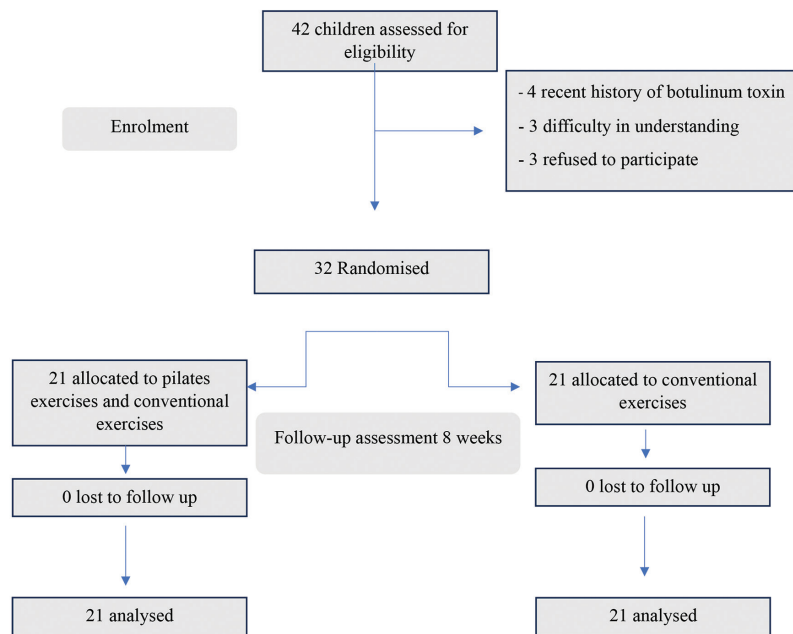 42 children assessed for
eligibility
- 4 recent history of botulinum toxin
- 3 difficulty in understanding
- 3 refused to participate
Enrolment
32 Randomised
21 allocated to pilates
exercises and conventional
exercises
21 allocated to conventional
exercises
Follow-up assessment 8 weeks
0 lost to follow up
0 lost to follow up
21 analysed
21 analysed